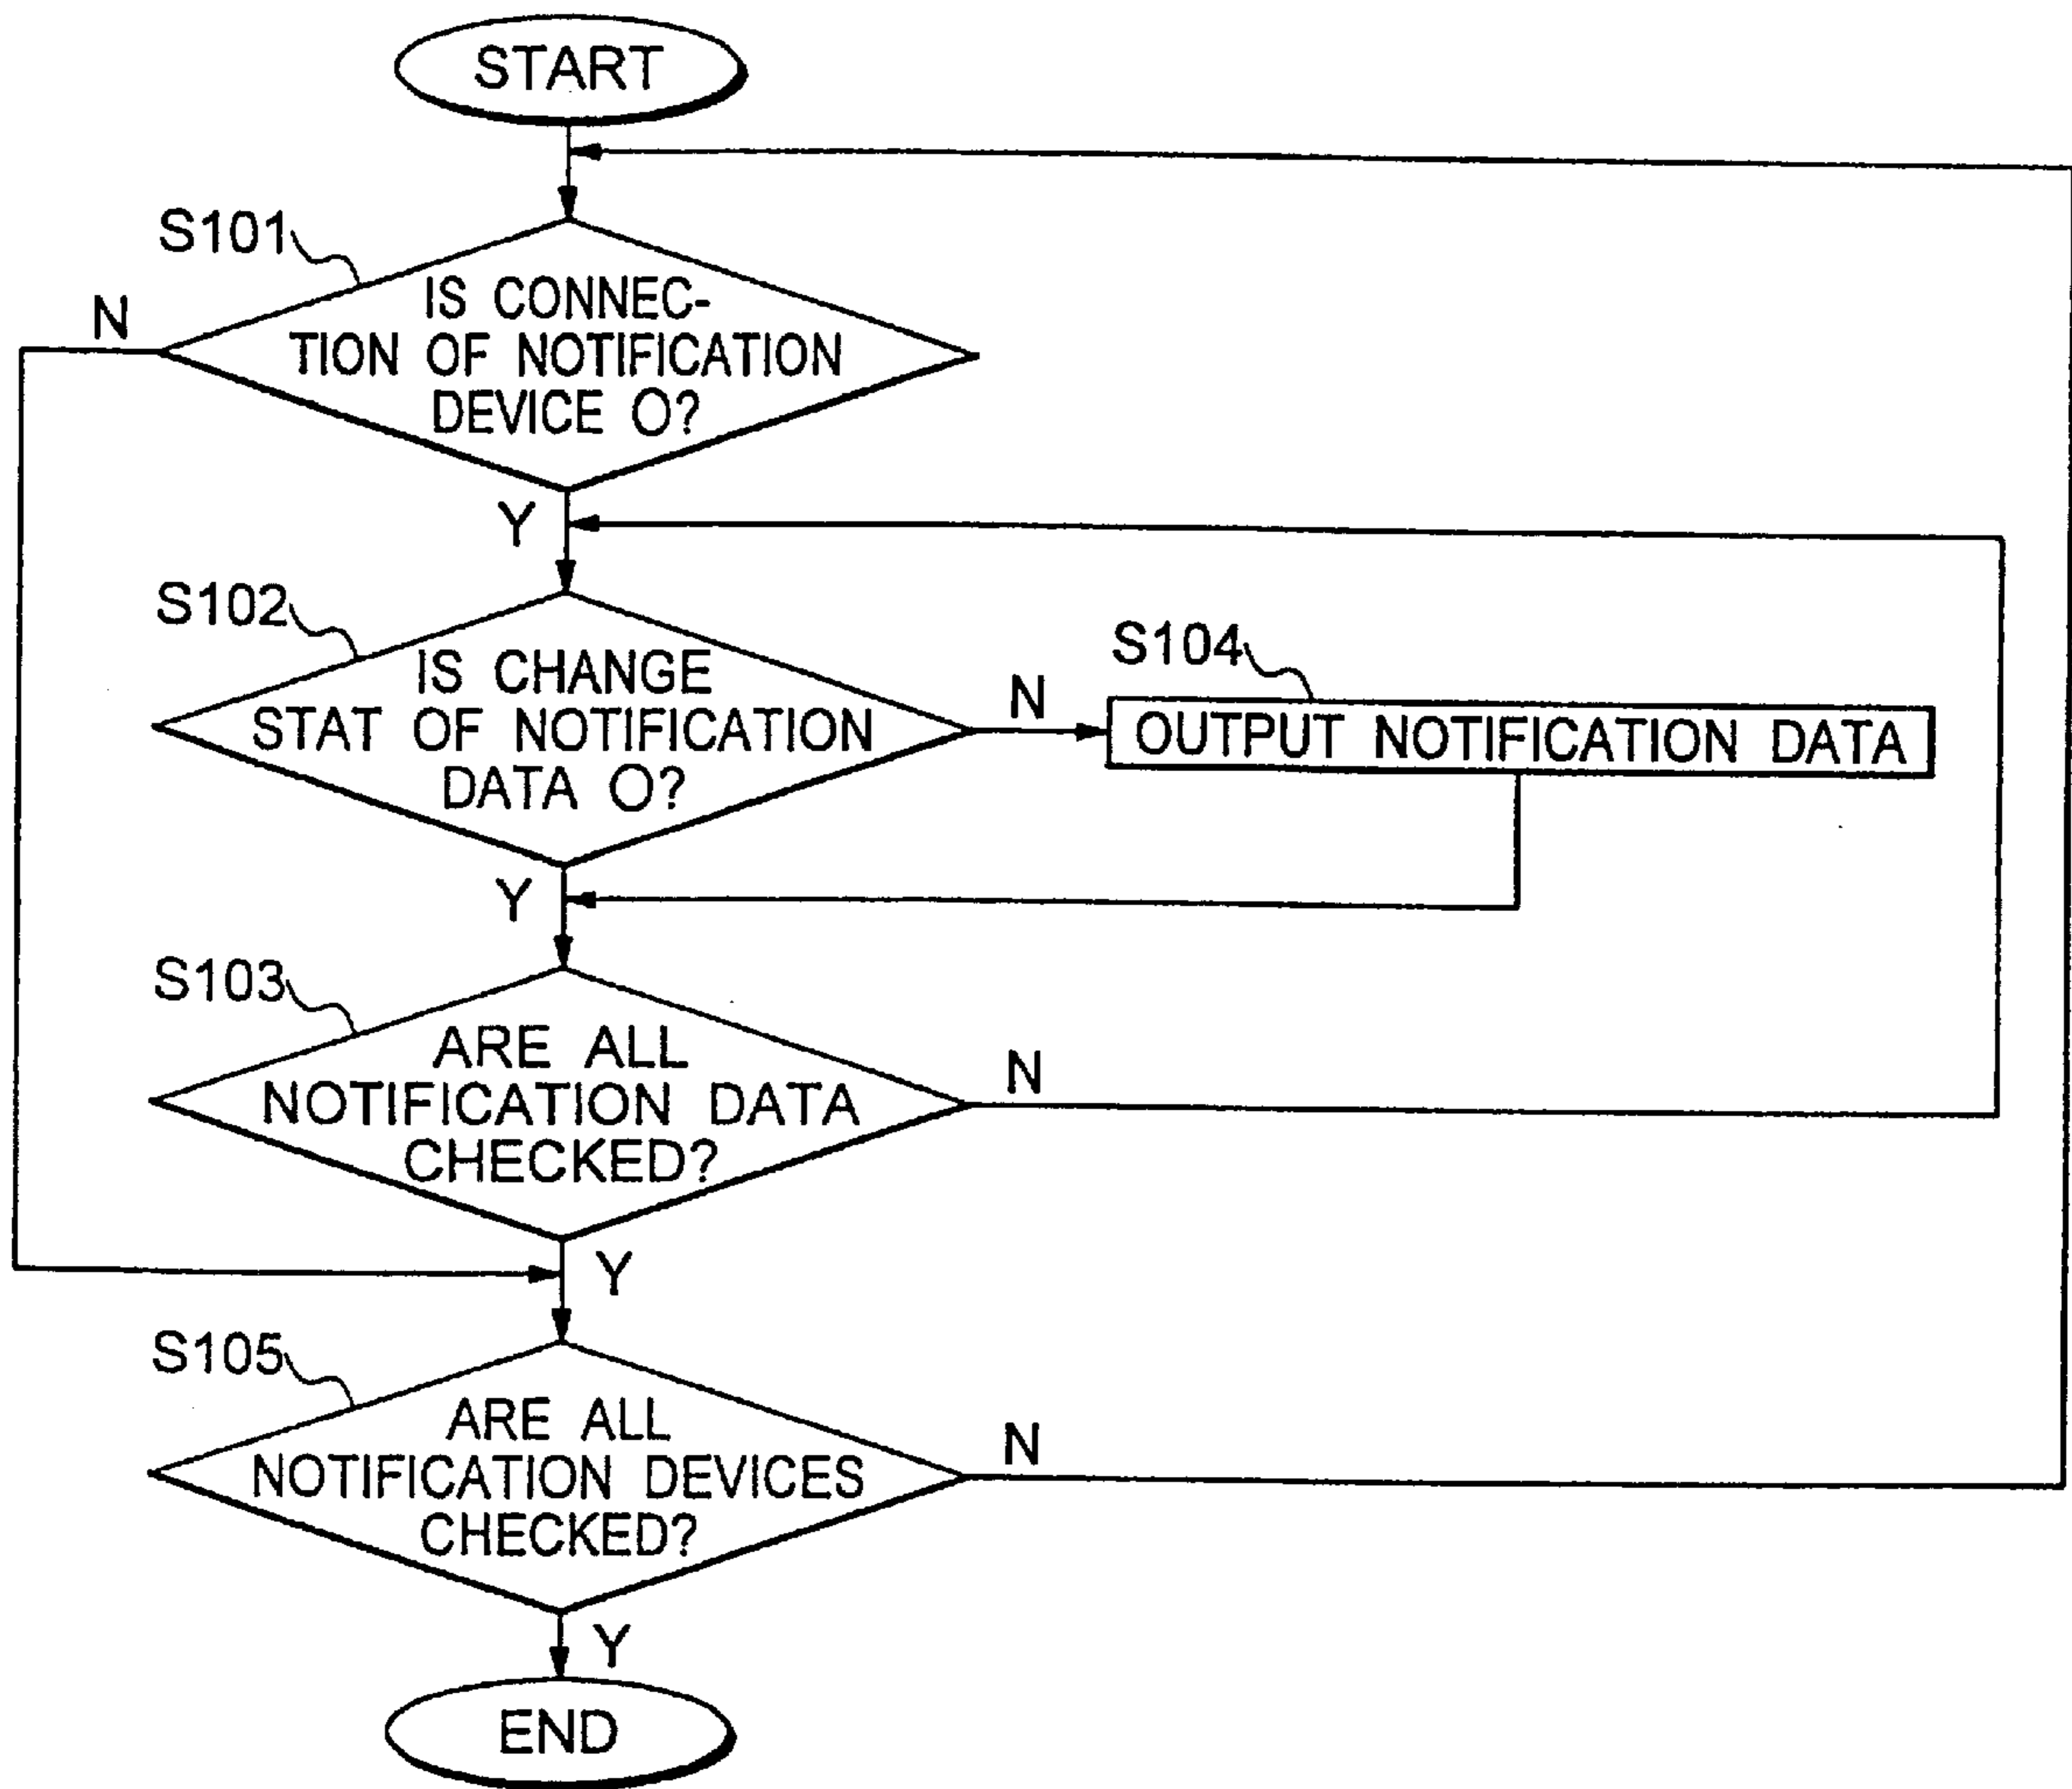 START
S101
N
IS CONNEC-
TION OF NOTIFICATION
DEVICE O?
Y
S102
IS CHANGE
STAT OF NOTIFICATION
DATA O?
N
S104
OUTPUT NOTIFICATION DATA
Y
S103
ARE ALL
NOTIFICATION DATA
CHECKED?
N
Y
S105
ARE ALL
NOTIFICATION DEVICES
CHECKED?
N
Y
END